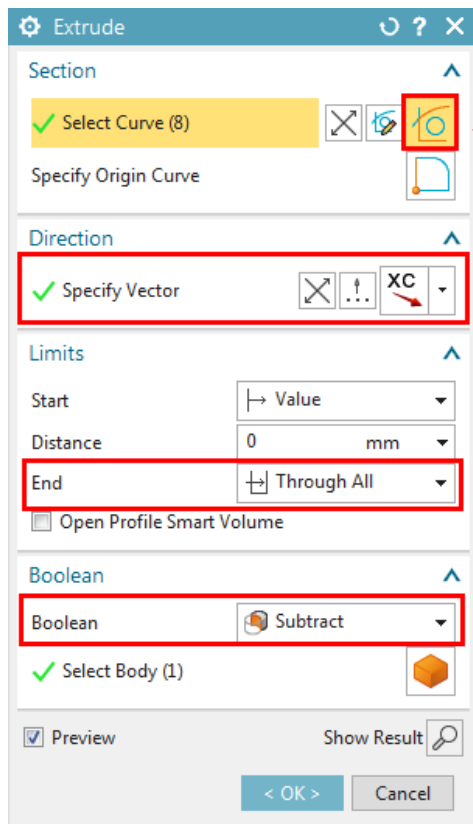 Extrude
Section
Select Curve (8)
Specify Origin Curve
Direction
Specify Vector XC
Limits
Start Value
Distance 0 mm
End Through All
Open Profile Smart Volume
Boolean
Boolean Subtract
Select Body (1)
Preview Show Result
< OK > Cancel